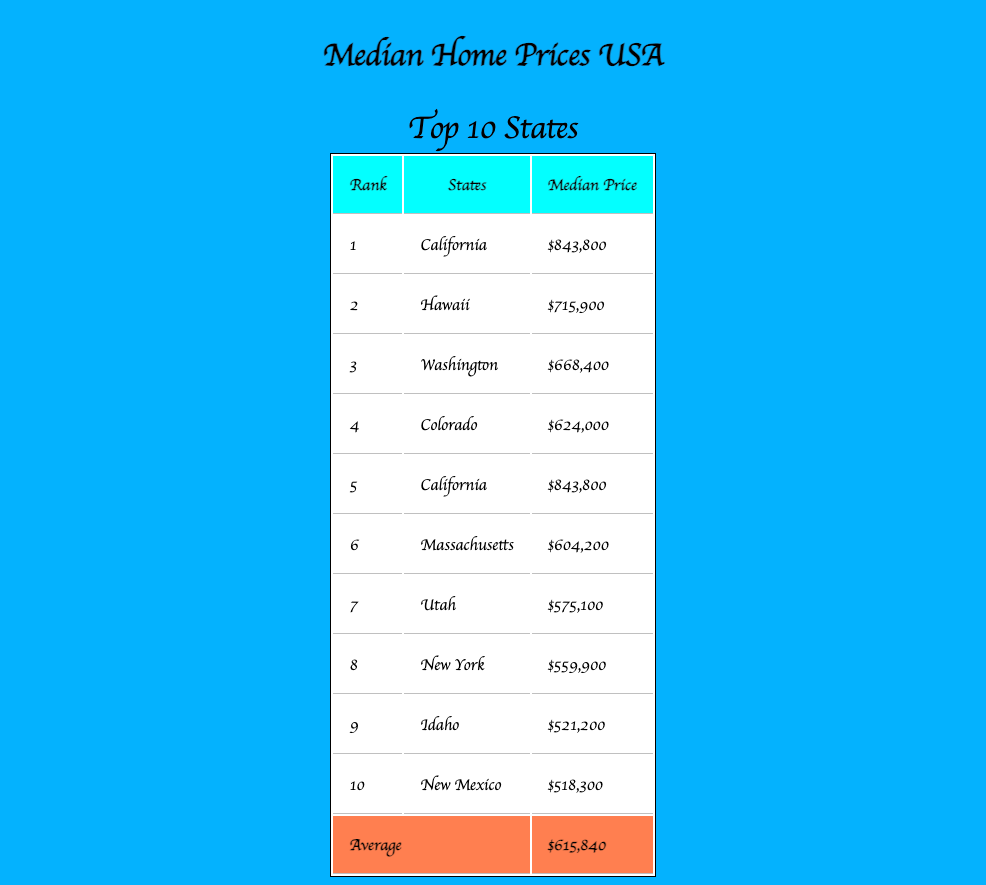 Median Home Prices USA
Top 10 States
Rank States Median Price
1 California $843,800
2 Hawaii $715,900
3 Washington $668,400
4 Colorado $624,000
5 California $843,800
6 Massachusetts $604,200
7 Utah $575,100
8 New York $559,900
9 Idaho $521,200
10 New Mexico $518,300
Average $615,840